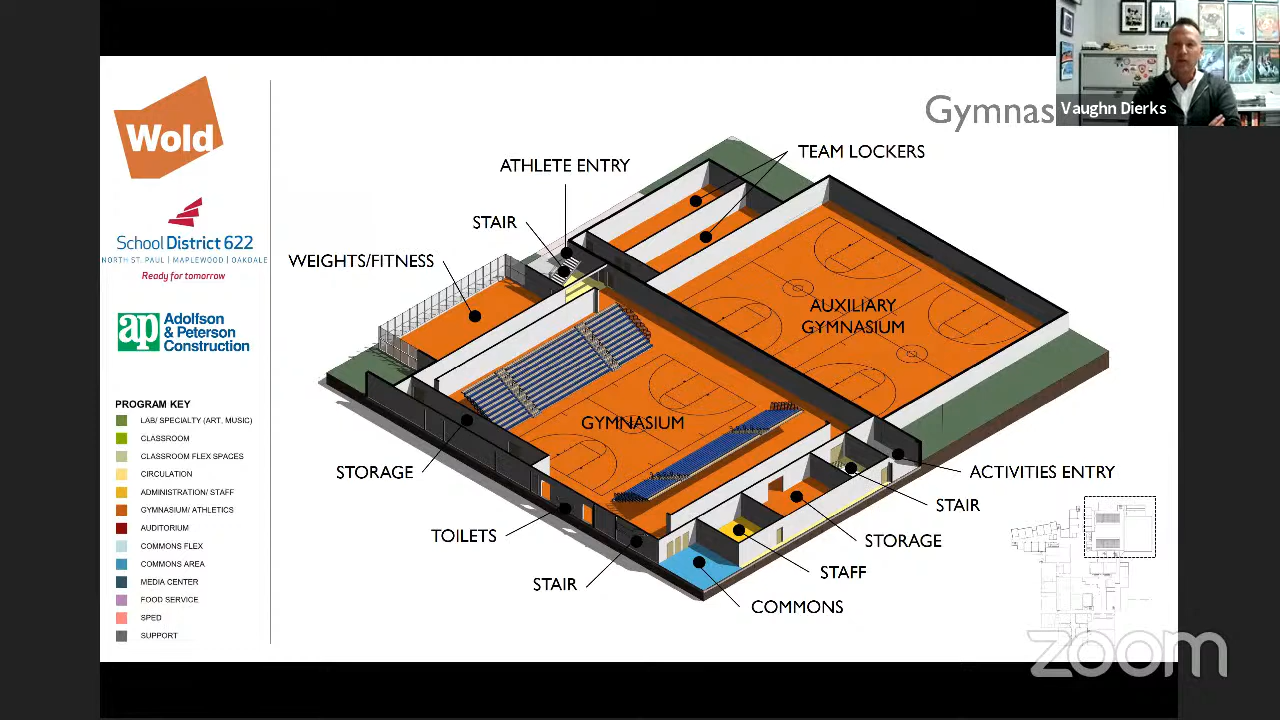 Wold
School District 622
NORTH ST. PAUL | MAPLEWOOD | OAKDALE
Ready for tomorrow
ap Adolfson
& Peterson
Construction
PROGRAM KEY
LAB/ SPECIALTY (ART, MUSIC)
CLASSROOM
CLASSROOM FLEX SPACES
CIRCULATION
ADMINISTRATION/ STAFF
GYMNASIUM/ ATHLETICS
AUDITORIUM
COMMONS FLEX
COMMONS AREA
MEDIA CENTER
FOOD SERVICE
SPED
SUPPORT
Gymnas
Vaughn Dierks
TEAM LOCKERS
ATHLETE ENTRY
STAIR
WEIGHTS/FITNESS
AUXILIARY
GYMNASIUM
GYMNASIUM
STORAGE
ACTIVITIES ENTRY
STAIR
TOILETS
STORAGE
STAFF
STAIR
COMMONS
zoom